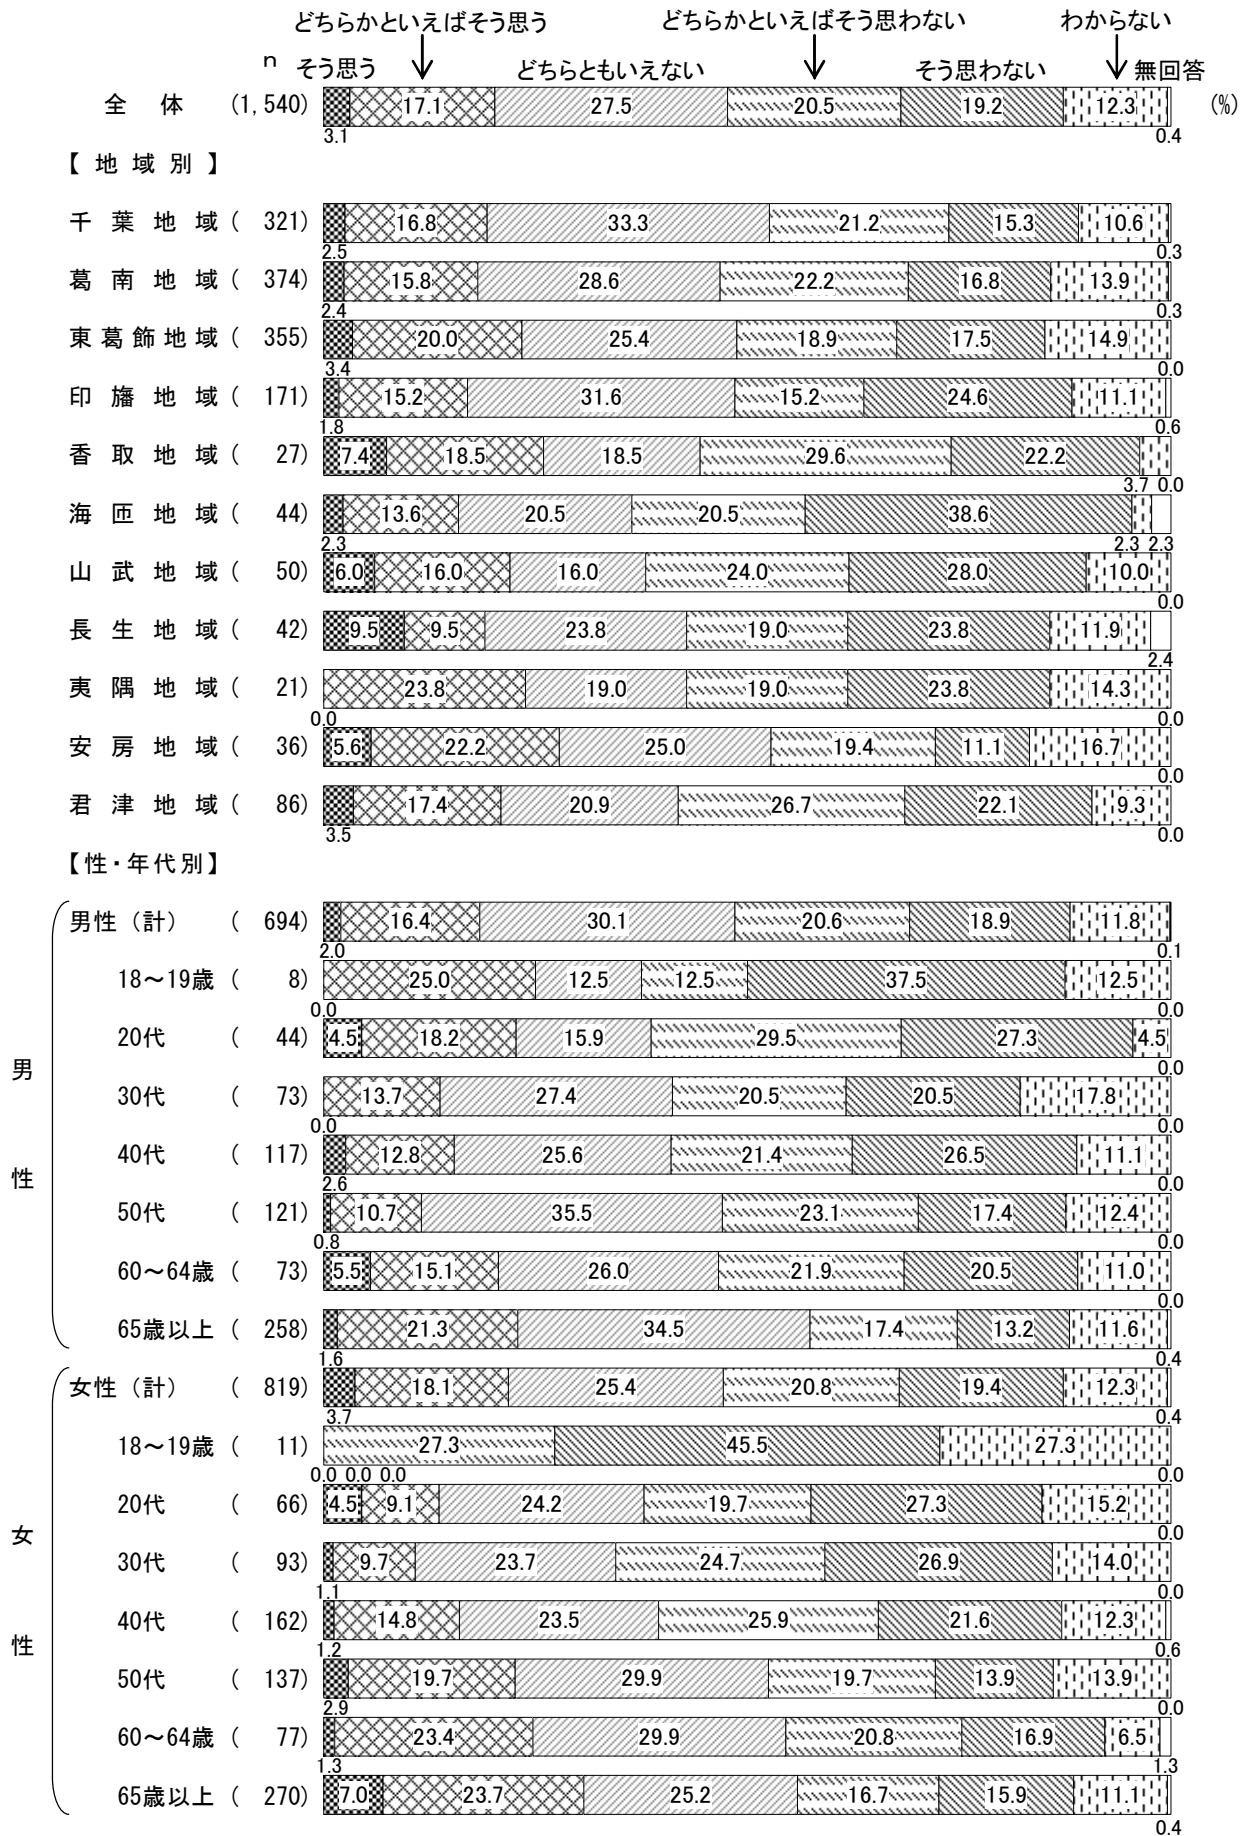 どちらかといえばそう思う どちらかといえばそう思わない わからない
n そう思う どちらともいえない そう思わない 無回答
全 体 (1,540) 17.1 27.5 20.5 19.2 12.3 (%)
3.1 0.4
【 地 域 別 】
千 葉 地 域 ( 321) 16.8 33.3 21.2 15.3 10.6
2.5 0.3
葛 南 地 域 ( 374) 15.8 28.6 22.2 16.8 13.9
2.4 0.3
東 葛 飾 地 域 ( 355) 20.0 25.4 18.9 17.5 14.9
3.4 0.0
印 旛 地 域 ( 171) 15.2 31.6 15.2 24.6 11.1
1.8 0.6
香 取 地 域 ( 27) 7.4 18.5 18.5 29.6 22.2
3.7 0.0
海 匝 地 域 ( 44) 13.6 20.5 20.5 38.6
2.3 2.3 2.3
山 武 地 域 ( 50) 6.0 16.0 16.0 24.0 28.0 10.0
0.0
長 生 地 域 ( 42) 9.5 9.5 23.8 19.0 23.8 11.9
2.4
夷 隅 地 域 ( 21) 23.8 19.0 19.0 23.8 14.3
0.0 0.0
安 房 地 域 ( 36) 5.6 22.2 25.0 19.4 11.1 16.7
0.0
君 津 地 域 ( 86) 17.4 20.9 26.7 22.1 9.3
3.5 0.0
【性・年代別】
男性（計） ( 694) 16.4 30.1 20.6 18.9 11.8
2.0 0.1
18～19歳 ( 8) 25.0 12.5 12.5 37.5 12.5
0.0 0.0
20代 ( 44) 4.5 18.2 15.9 29.5 27.3 4.5
0.0
男
30代 ( 73) 13.7 27.4 20.5 20.5 17.8
0.0 0.0
40代 ( 117) 12.8 25.6 21.4 26.5 11.1
性
2.6 0.0
50代 ( 121) 10.7 35.5 23.1 17.4 12.4
0.8 0.0
60～64歳 ( 73) 5.5 15.1 26.0 21.9 20.5 11.0
0.0
65歳以上 ( 258) 21.3 34.5 17.4 13.2 11.6
1.6 0.4
女性（計） ( 819) 18.1 25.4 20.8 19.4 12.3
3.7 0.4
18～19歳 ( 11) 27.3 45.5 27.3
0.0 0.0 0.0 0.0
20代 ( 66) 4.5 9.1 24.2 19.7 27.3 15.2
0.0
女
30代 ( 93) 9.7 23.7 24.7 26.9 14.0
1.1 0.0
40代 ( 162) 14.8 23.5 25.9 21.6 12.3
性
1.2 0.6
50代 ( 137) 19.7 29.9 19.7 13.9 13.9
2.9 0.0
60～64歳 ( 77) 23.4 29.9 20.8 16.9 6.5
1.3 1.3
65歳以上 ( 270) 7.0 23.7 25.2 16.7 15.9 11.1
0.4